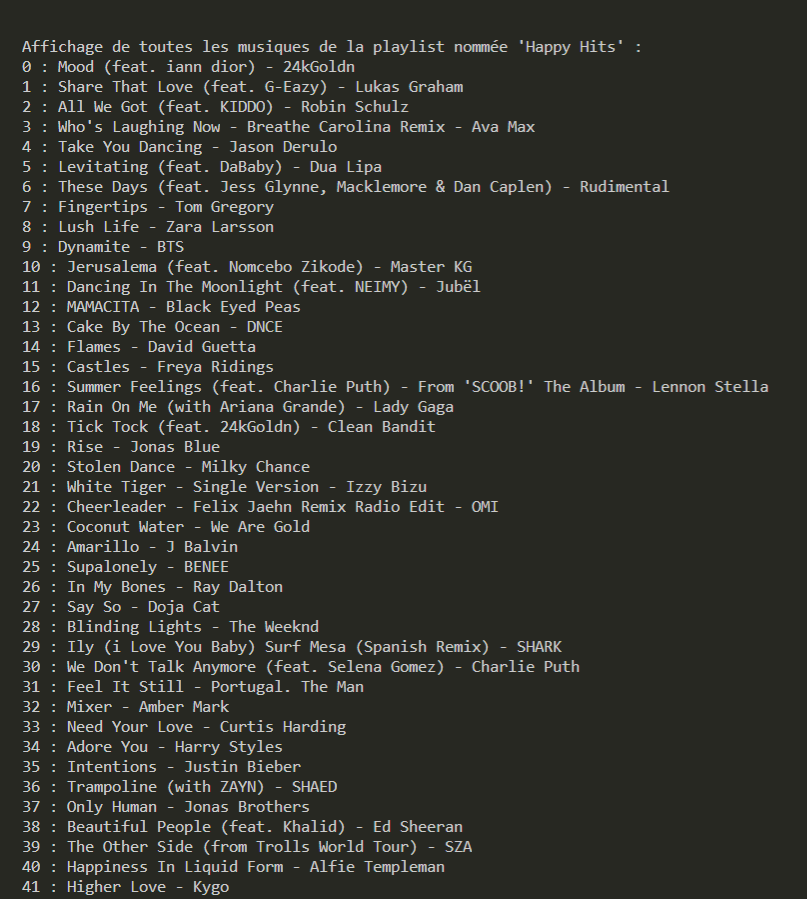 Affichage de toutes les musiques de la playlist nommée 'Happy Hits' :
0 : Mood (feat. iann dior) - 24kGoldn
1 : Share That Love (feat. G-Eazy) - Lukas Graham
2 : All We Got (feat. KIDDO) - Robin Schulz
3 : Who's Laughing Now - Breathe Carolina Remix - Ava Max
4 : Take You Dancing - Jason Derulo
5 : Levitating (feat. DaBaby) - Dua Lipa
6 : These Days (feat. Jess Glynne, Macklemore & Dan Caplen) - Rudimental
7 : Fingertips - Tom Gregory
8 : Lush Life - Zara Larsson
9 : Dynamite - BTS
10 : Jerusalema (feat. Nomcebo Zikode) - Master KG
11 : Dancing In The Moonlight (feat. NEIMY) - Jubël
12 : MAMACITA - Black Eyed Peas
13 : Cake By The Ocean - DNCE
14 : Flames - David Guetta
15 : Castles - Freya Ridings
16 : Summer Feelings (feat. Charlie Puth) - From 'SCOOB!' The Album - Lennon Stella
17 : Rain On Me (with Ariana Grande) - Lady Gaga
18 : Tick Tock (feat. 24kGoldn) - Clean Bandit
19 : Rise - Jonas Blue
20 : Stolen Dance - Milky Chance
21 : White Tiger - Single Version - Izzy Bizu
22 : Cheerleader - Felix Jaehn Remix Radio Edit - OMI
23 : Coconut Water - We Are Gold
24 : Amarillo - J Balvin
25 : Supalonely - BENEE
26 : In My Bones - Ray Dalton
27 : Say So - Doja Cat
28 : Blinding Lights - The Weeknd
29 : Ily (i Love You Baby) Surf Mesa (Spanish Remix) - SHARK
30 : We Don't Talk Anymore (feat. Selena Gomez) - Charlie Puth
31 : Feel It Still - Portugal. The Man
32 : Mixer - Amber Mark
33 : Need Your Love - Curtis Harding
34 : Adore You - Harry Styles
35 : Intentions - Justin Bieber
36 : Trampoline (with ZAYN) - SHAED
37 : Only Human - Jonas Brothers
38 : Beautiful People (feat. Khalid) - Ed Sheeran
39 : The Other Side (from Trolls World Tour) - SZA
40 : Happiness In Liquid Form - Alfie Templeman
41 : Higher Love - Kygo